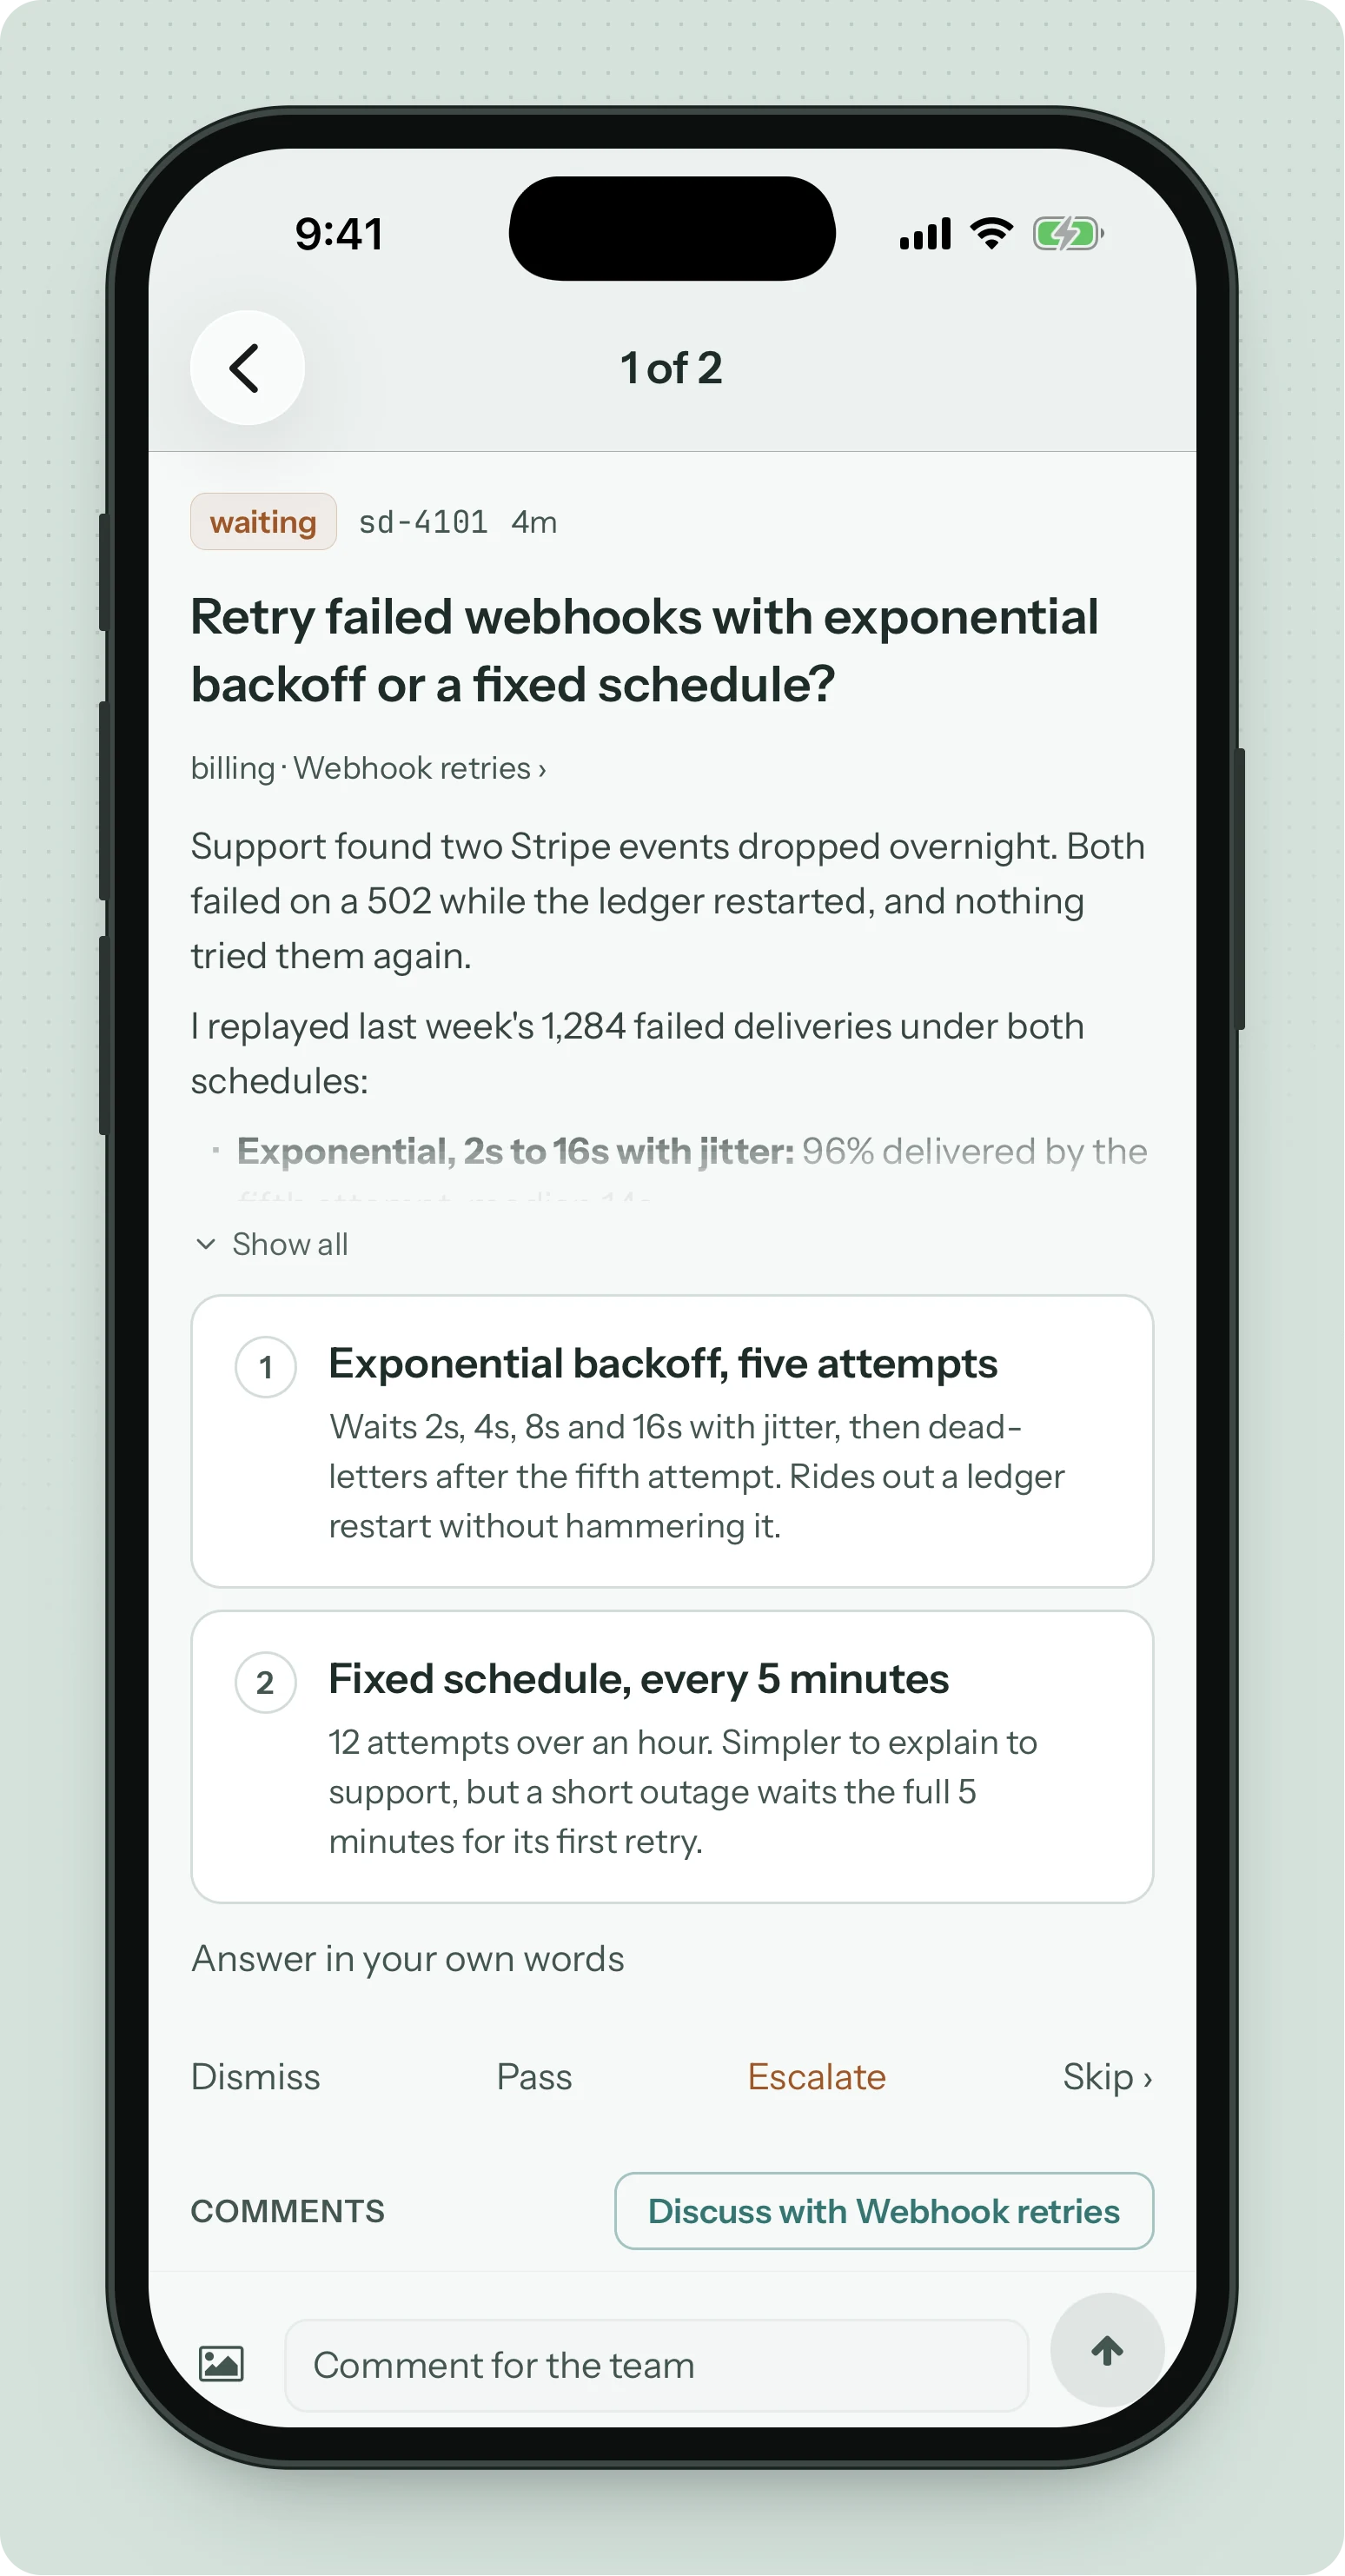 9:41
1 of 2
waiting sd-4101 4m
Retry failed webhooks with exponential
backoff or a fixed schedule?
billing · Webhook retries ›
Support found two Stripe events dropped overnight. Both
failed on a 502 while the ledger restarted, and nothing
tried them again.
I replayed last week's 1,284 failed deliveries under both
schedules:
· Exponential, 2s to 16s with jitter: 96% delivered by the
fifth attempt, median 14s
Show all
1 Exponential backoff, five attempts
Waits 2s, 4s, 8s and 16s with jitter, then dead-
letters after the fifth attempt. Rides out a ledger
restart without hammering it.
2 Fixed schedule, every 5 minutes
12 attempts over an hour. Simpler to explain to
support, but a short outage waits the full 5
minutes for its first retry.
Answer in your own words
Dismiss Pass Escalate Skip ›
COMMENTS Discuss with Webhook retries
Comment for the team